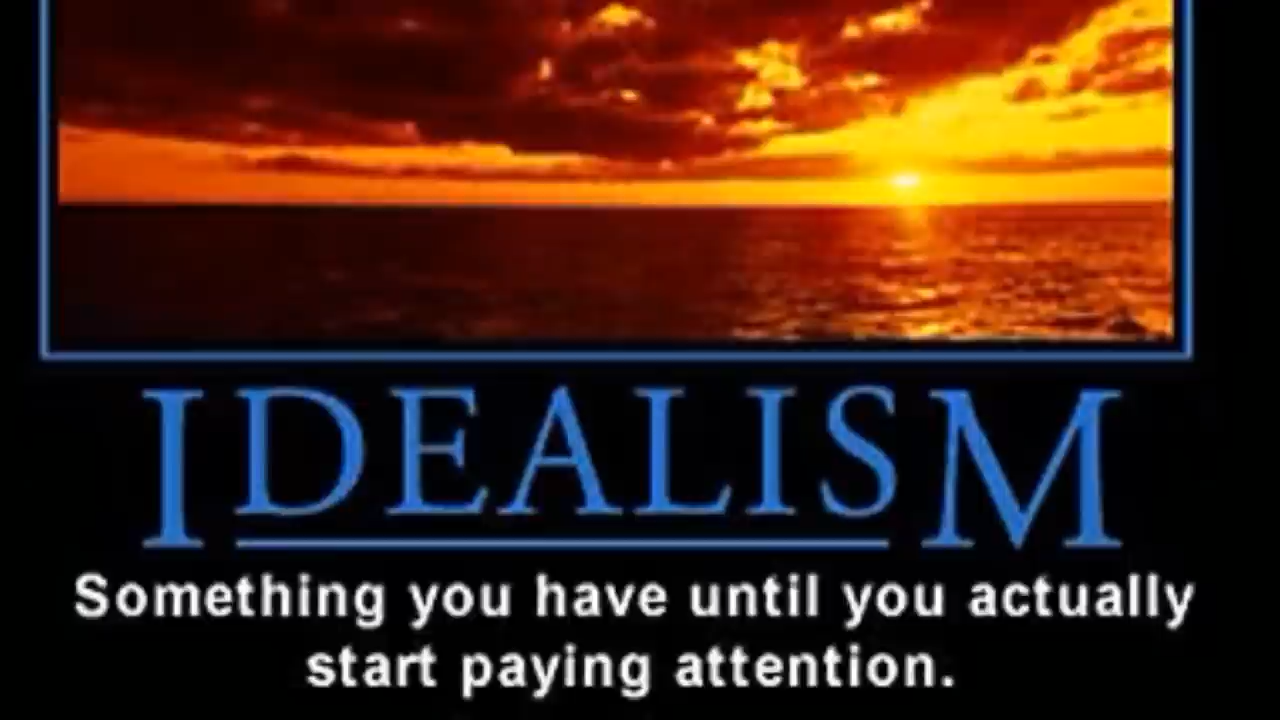 IDEALISM
Something you have until you actually
start paying attention.